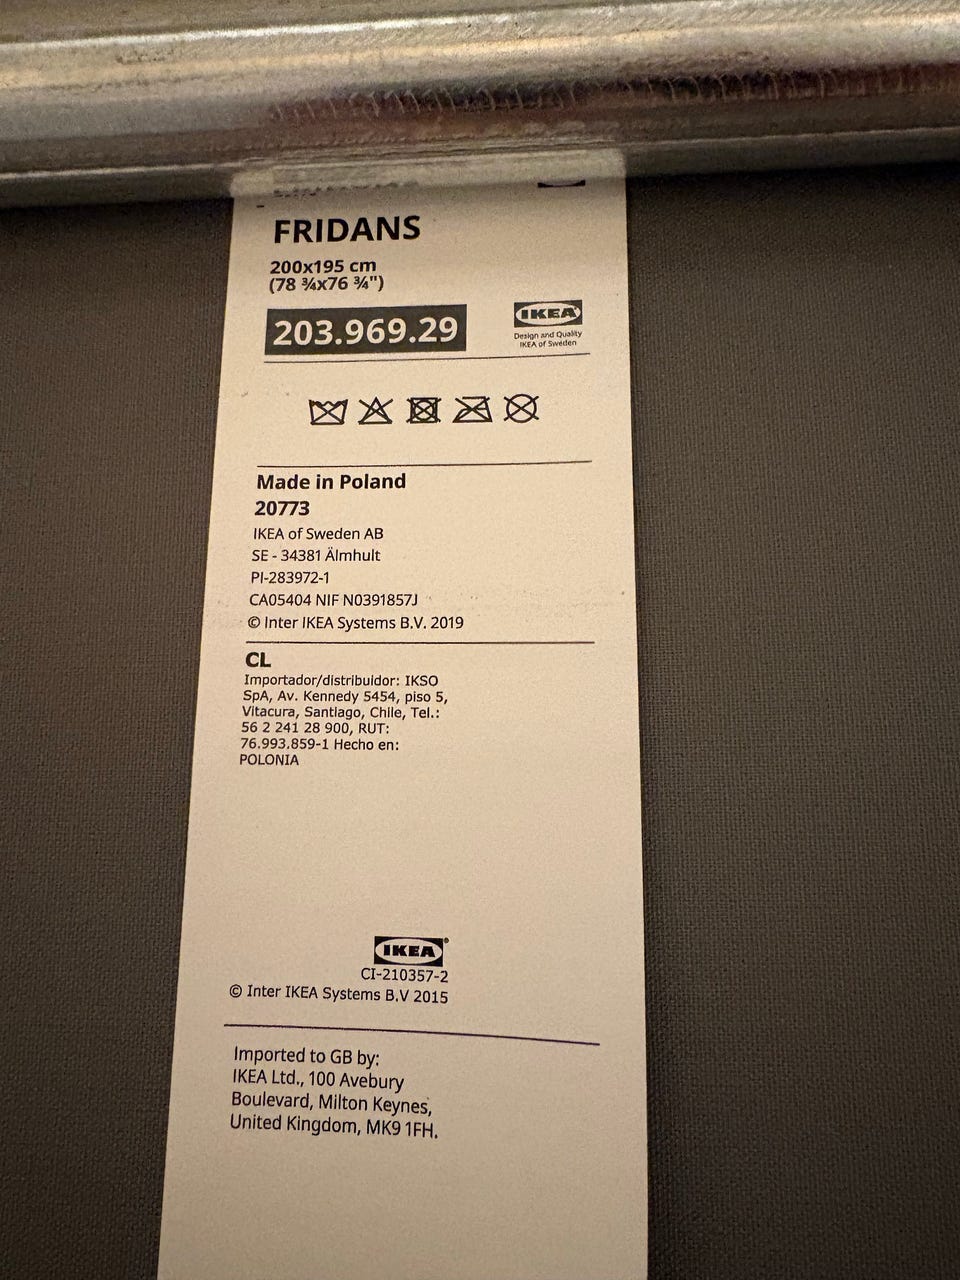 FRIDANS
200x195 cm
(78 ¾x76 ¾")
203.969.29
IKEA
Design and Quality
IKEA of Sweden
Made in Poland
20773
IKEA of Sweden AB
SE - 34381 Älmhult
PI-283972-1
CA05404 NIF N0391857J
© Inter IKEA Systems B.V. 2019
CL
Importador/distribuidor: IKSO
SpA, Av. Kennedy 5454, piso 5,
Vitacura, Santiago, Chile, Tel.:
56 2 241 28 900, RUT:
76.993.859-1 Hecho en:
POLONIA
IKEA®
CI-210357-2
© Inter IKEA Systems B.V 2015
Imported to GB by:
IKEA Ltd., 100 Avebury
Boulevard, Milton Keynes,
United Kingdom, MK9 1FH.